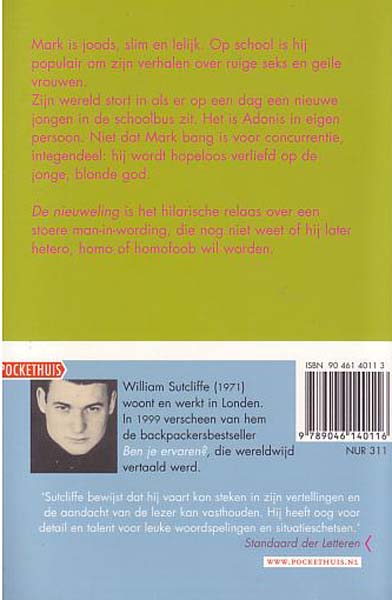 Mark is joods, slim en lelijk. Op school is hij
populair om zijn verhalen over ruige seks en geile
vrouwen.
Zijn wereld stort in als er op een dag een nieuwe
jongen in de schoolbus zit. Het is Adonis in eigen
persoon. Niet dat Mark bang is voor concurrentie,
integendeel: hij wordt hopeloos verliefd op de
jonge, blonde god.
De nieuweling is het hilarische relaas over een
stoere man-in-wording, die nog niet weet of hij later
hetero, homo of homofoob wil worden.
POCKETHUIS
William Sutcliffe (1971)
woont en werkt in Londen.
In 1999 verscheen van hem
de backpackersbestseller
Ben je ervaren?, die wereldwijd
vertaald werd.
ISBN 90 461 4011 3
9 789046 140116
NUR 311
'Sutcliffe bewijst dat hij vaart kan steken in zijn vertellingen en
de aandacht van de lezer kan vasthouden. Hij heeft oog voor
detail en talent voor leuke woordspelingen en situatieschetsen.'
Standaard der Letteren
WWW.POCKETHUIS.NL